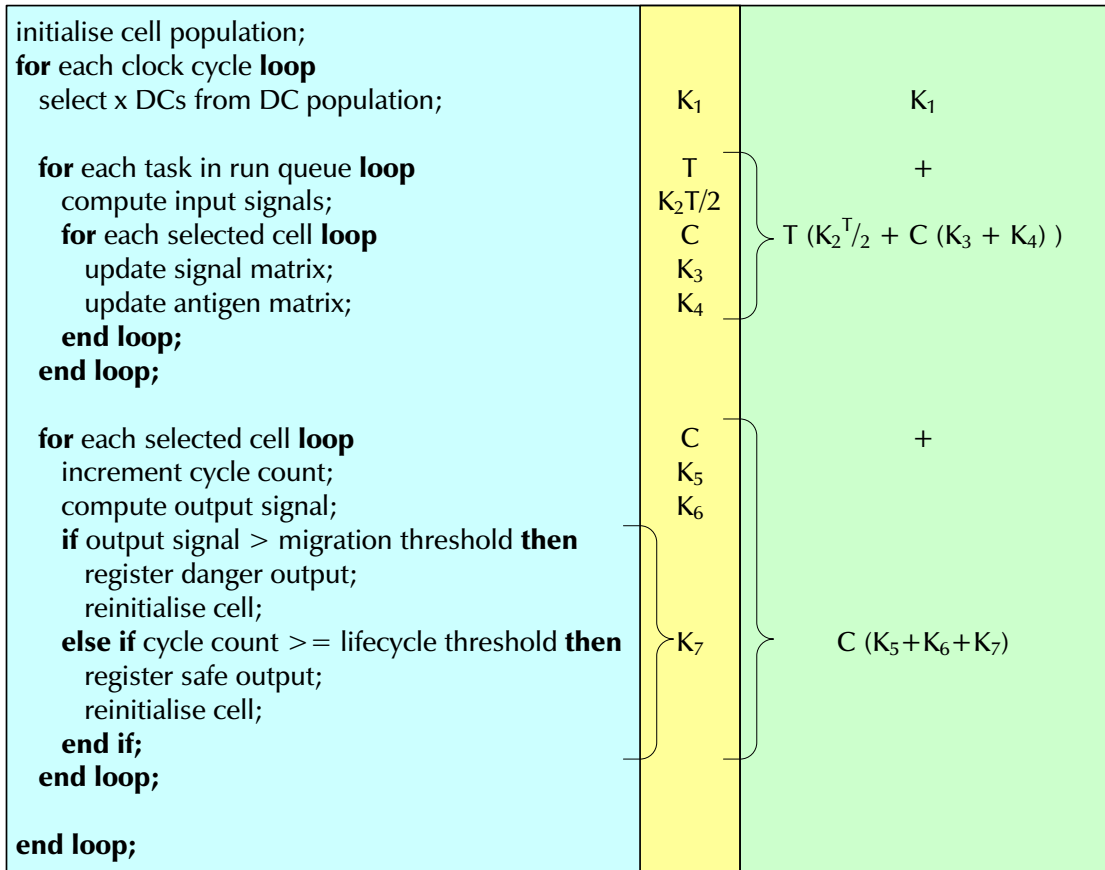 initialise cell population;
for each clock cycle loop
select x DCs from DC population; K₁ K₁
for each task in run queue loop T +
compute input signals; K₂T/2
for each selected cell loop C T (K₂ᵀ/2 + C (K₃ + K₄) )
update signal matrix; K₃
update antigen matrix; K₄
end loop;
end loop;
for each selected cell loop C +
increment cycle count; K₅
compute output signal; K₆
if output signal > migration threshold then
register danger output;
reinitialise cell;
else if cycle count >= lifecycle threshold then K₇ C (K₅+K₆+K₇)
register safe output;
reinitialise cell;
end if;
end loop;
end loop;